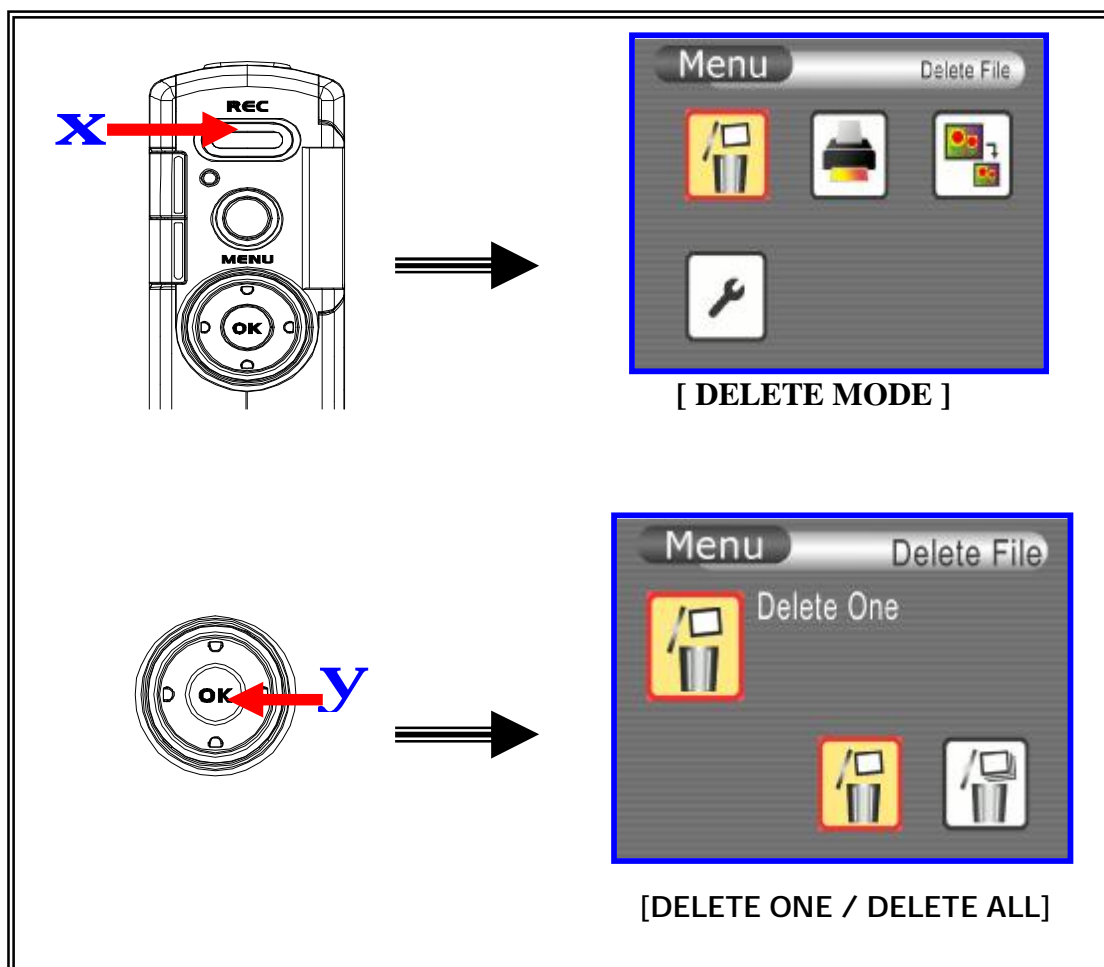 REC
x
MENU
OK
Menu Delete File
[ DELETE MODE ]
OK
y
Menu Delete File
Delete One
[DELETE ONE / DELETE ALL]